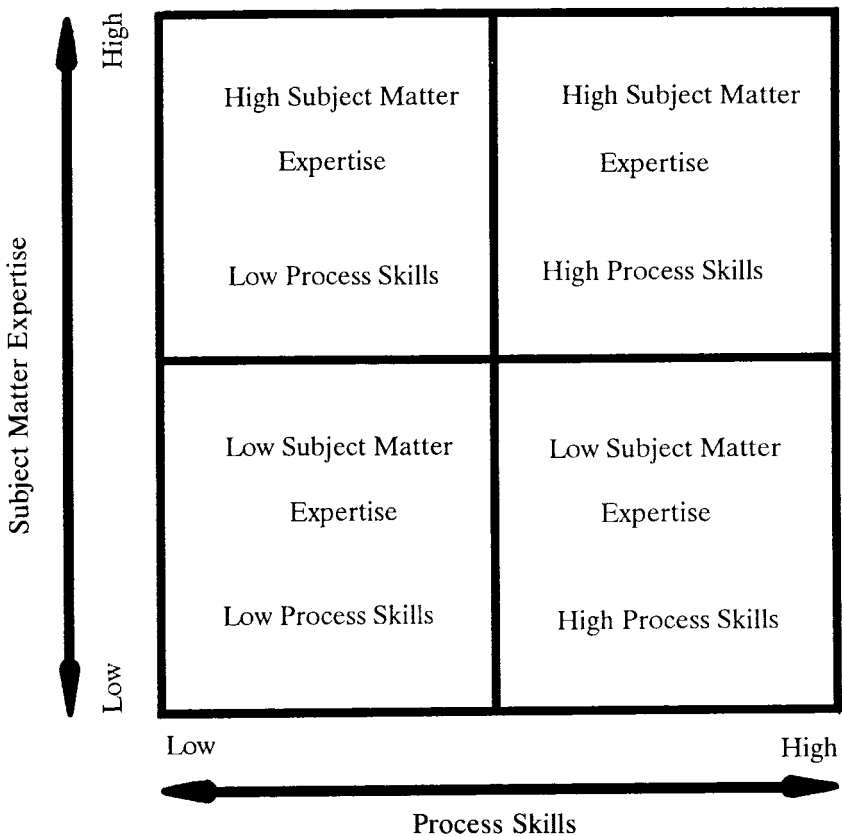 High
High Subject Matter
Expertise
Low Process Skills
High Subject Matter
Expertise
High Process Skills
Subject Matter Expertise
Low Subject Matter
Expertise
Low Process Skills
Low Subject Matter
Expertise
High Process Skills
Low
Low
High
Process Skills